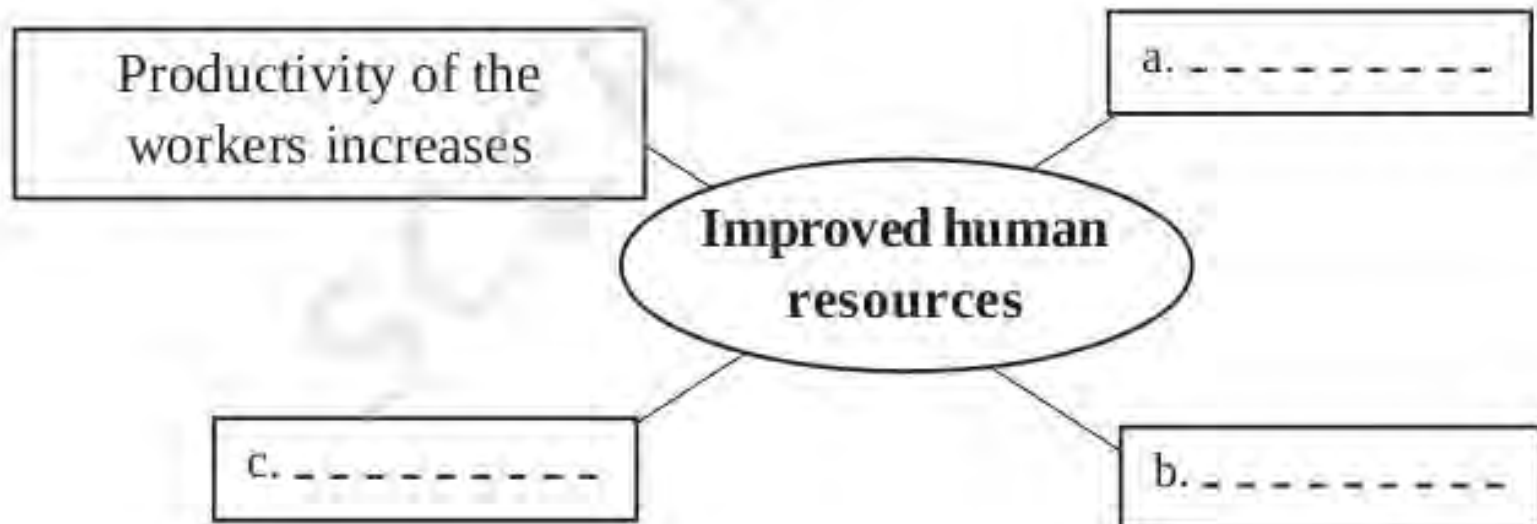 Productivity of the
workers increases
a. - - - - - - - - - -
Improved human
resources
c. - - - - - - - - - -
b. - - - - - - - - - -